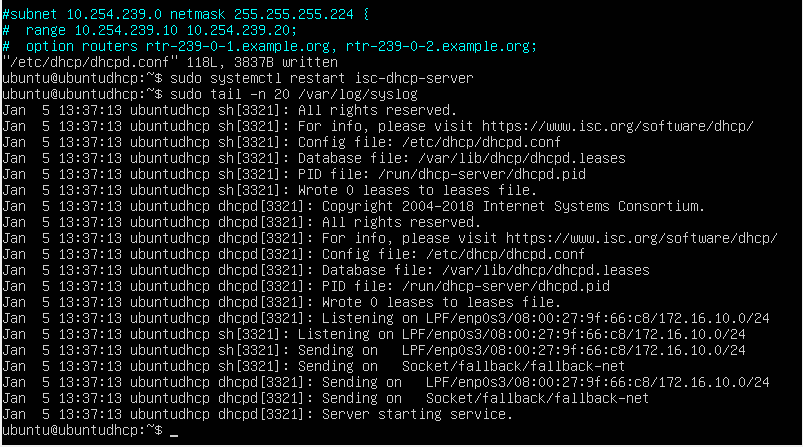 #subnet 10.254.239.0 netmask 255.255.255.224 {
#  range 10.254.239.10 10.254.239.20;
#  option routers rtr-239-0-1.example.org, rtr-239-0-2.example.org;
"/etc/dhcp/dhcpd.conf" 118L, 3837B written
ubuntu@ubuntudhcp:~$ sudo systemctl restart isc-dhcp-server
ubuntu@ubuntudhcp:~$ sudo tail -n 20 /var/log/syslog
Jan  5 13:37:13 ubuntudhcp sh[3321]: All rights reserved.
Jan  5 13:37:13 ubuntudhcp sh[3321]: For info, please visit https://www.isc.org/software/dhcp/
Jan  5 13:37:13 ubuntudhcp sh[3321]: Config file: /etc/dhcp/dhcpd.conf
Jan  5 13:37:13 ubuntudhcp sh[3321]: Database file: /var/lib/dhcp/dhcpd.leases
Jan  5 13:37:13 ubuntudhcp sh[3321]: PID file: /run/dhcp-server/dhcpd.pid
Jan  5 13:37:13 ubuntudhcp sh[3321]: Wrote 0 leases to leases file.
Jan  5 13:37:13 ubuntudhcp dhcpd[3321]: Copyright 2004-2018 Internet Systems Consortium.
Jan  5 13:37:13 ubuntudhcp dhcpd[3321]: All rights reserved.
Jan  5 13:37:13 ubuntudhcp dhcpd[3321]: For info, please visit https://www.isc.org/software/dhcp/
Jan  5 13:37:13 ubuntudhcp dhcpd[3321]: Config file: /etc/dhcp/dhcpd.conf
Jan  5 13:37:13 ubuntudhcp dhcpd[3321]: Database file: /var/lib/dhcp/dhcpd.leases
Jan  5 13:37:13 ubuntudhcp dhcpd[3321]: PID file: /run/dhcp-server/dhcpd.pid
Jan  5 13:37:13 ubuntudhcp dhcpd[3321]: Wrote 0 leases to leases file.
Jan  5 13:37:13 ubuntudhcp dhcpd[3321]: Listening on LPF/enp0s3/08:00:27:9f:66:c8/172.16.10.0/24
Jan  5 13:37:13 ubuntudhcp sh[3321]: Listening on LPF/enp0s3/08:00:27:9f:66:c8/172.16.10.0/24
Jan  5 13:37:13 ubuntudhcp sh[3321]: Sending on   LPF/enp0s3/08:00:27:9f:66:c8/172.16.10.0/24
Jan  5 13:37:13 ubuntudhcp sh[3321]: Sending on   Socket/fallback/fallback-net
Jan  5 13:37:13 ubuntudhcp dhcpd[3321]: Sending on   LPF/enp0s3/08:00:27:9f:66:c8/172.16.10.0/24
Jan  5 13:37:13 ubuntudhcp dhcpd[3321]: Sending on   Socket/fallback/fallback-net
Jan  5 13:37:13 ubuntudhcp dhcpd[3321]: Server starting service.
ubuntu@ubuntudhcp:~$ _